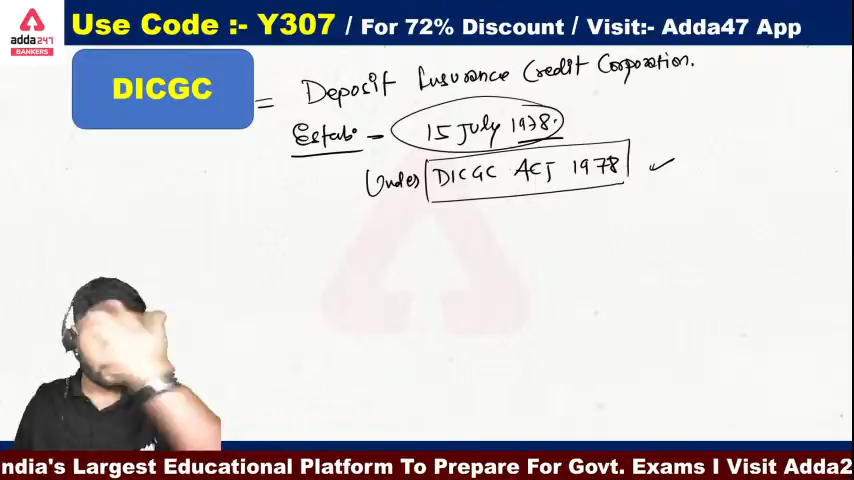 Use Code :- Y307 / For 72% Discount / Visit:- Adda47 App
adda247
BANKERS
DICGC = Deposit Insurance Credit Corporation.
Estab. - 15 July 1978.
Under DICGC ACT 1978
ndia's Largest Educational Platform To Prepare For Govt. Exams I Visit Adda2